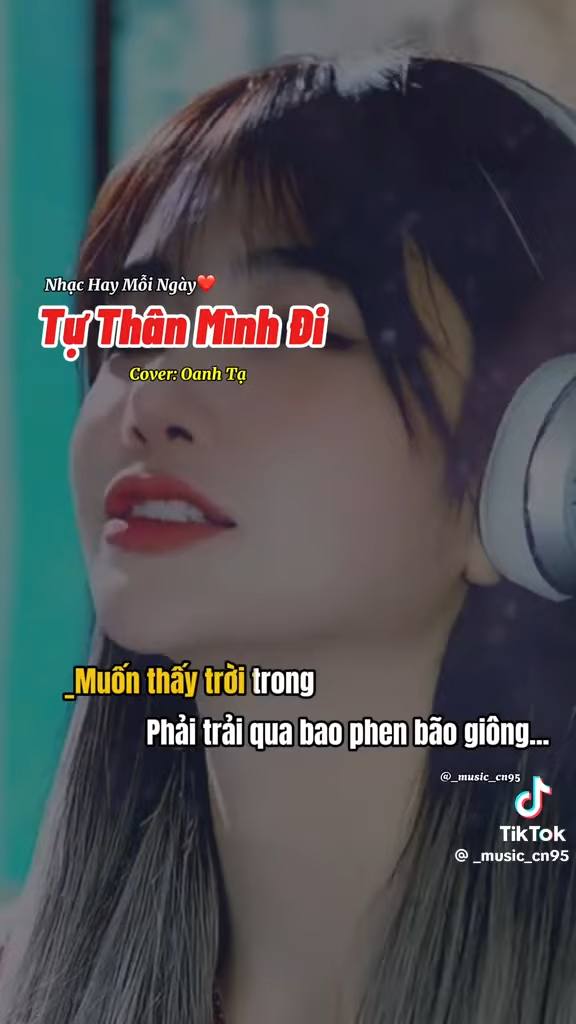 Nhạc Hay Mỗi Ngày❤️
Tự Thân Mình Đi
Cover: Oanh Tạ
_Muốn thấy trời trong
Phải trải qua bao phen bão giông...
@_music_cn95
TikTok
@ _music_cn95